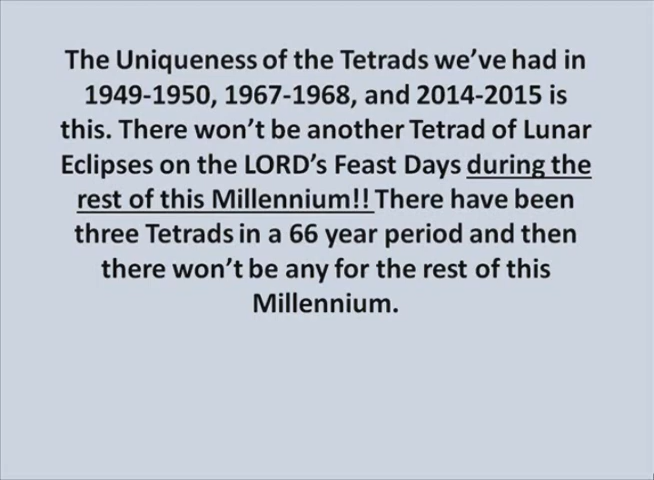 The Uniqueness of the Tetrads we’ve had in
1949-1950, 1967-1968, and 2014-2015 is
this. There won’t be another Tetrad of Lunar
Eclipses on the LORD’s Feast Days during the
rest of this Millennium!! There have been
three Tetrads in a 66 year period and then
there won’t be any for the rest of this
Millennium.